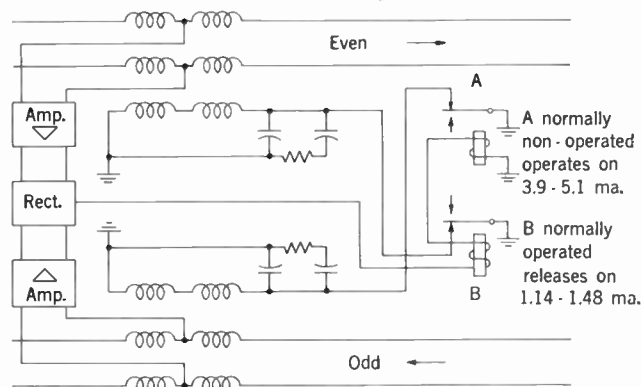 Even
A
Amp.
A normally
non - operated
operates on
3.9 - 5.1 ma.
Rect.
B normally
operated
releases on
1.14 - 1.48 ma.
Amp.
B
Odd